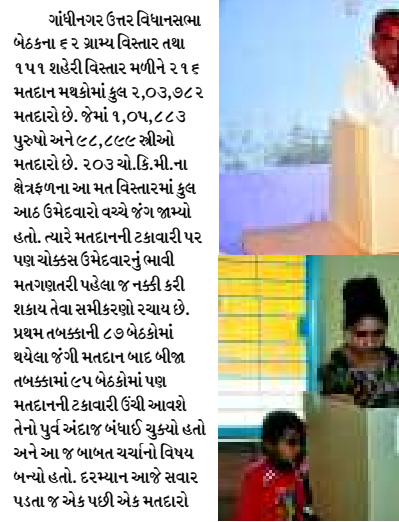 ગાંધીનગર ઉત્તર વિધાનસભા
બેઠકના ૬૨ ગ્રામ્ય વિસ્તાર તથા
૧૫૧ શહેરી વિસ્તાર મળીને ૨૧૬
મતદાન મથકોમાં કુલ ૨,૦૩,૭૮૨
મતદારો છે. જેમાં ૧,૦૫,૮૮૩
પુરુષો અને ૯૮,૮૯૯ સ્રીઓ
મતદારો છે. ૨૦૩ ચો.કિ.મી.ના
ક્ષેત્રફળના આ મત વિસ્તારમાં કુલ
આઠ ઉમેદવારો વચ્ચે જંગ જામ્યો
હતો. ત્યારે મતદાનની ટકાવારી પર
પણ ચોક્કસ ઉમેદવારનું ભાવી
મતગણતરી પહેલા જ નક્કી કરી
શકાય તેવા સમીકરણો રચાય છે.
પ્રથમ તબક્કાની ૮૭ બેઠકોમાં
થયેલા જંગી મતદાન બાદ બીજા
તબક્કામાં ૯૫ બેઠકોમાં પણ
મતદાનની ટકાવારી ઉંચી આવશે
તેનો પુર્વ અંદાજ બંધાઈ ચુક્યો હતો
અને આ જ બાબત ચર્ચાનો વિષય
બન્યો હતો. દરમ્યાન આજે સવાર
પડતા જ એક પછી એક મતદારો